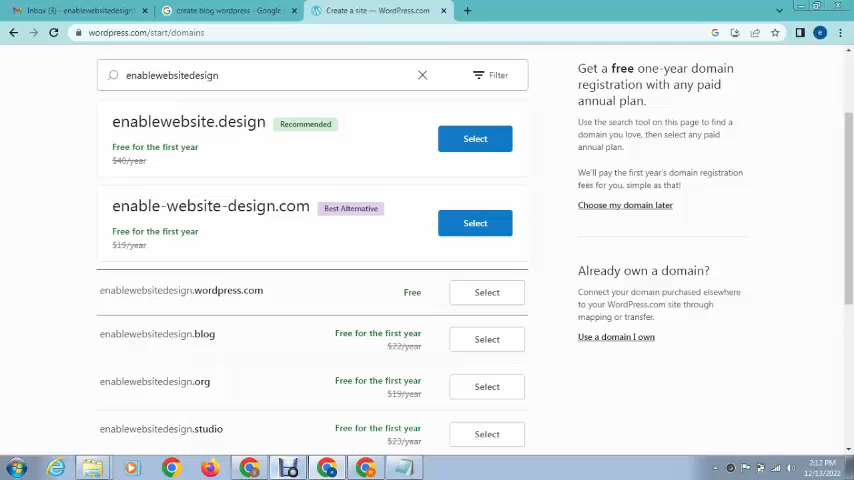 Inbox (3) - enablewebsitedesign
create blog wordpress - Google
Create a site — WordPress.com
wordpress.com/start/domains
enablewebsitedesign
Filter
enablewebsite.design Recommended
Free for the first year
$40/year
Select
enable-website-design.com Best Alternative
Free for the first year
$19/year
Select
enablewebsitedesign.wordpress.com Free Select
enablewebsitedesign.blog Free for the first year
$22/year
Select
enablewebsitedesign.org Free for the first year
$19/year
Select
enablewebsitedesign.studio Free for the first year
$23/year
Select
Get a free one-year domain
registration with any paid
annual plan.
Use the search tool on this page to find a
domain you love, then select any paid
annual plan.
We'll pay the first year's domain registration
fees for you, simple as that!
Choose my domain later
Already own a domain?
Connect your domain purchased elsewhere
to your WordPress.com site through
mapping or transfer.
Use a domain I own
2:12 PM
12/13/2022